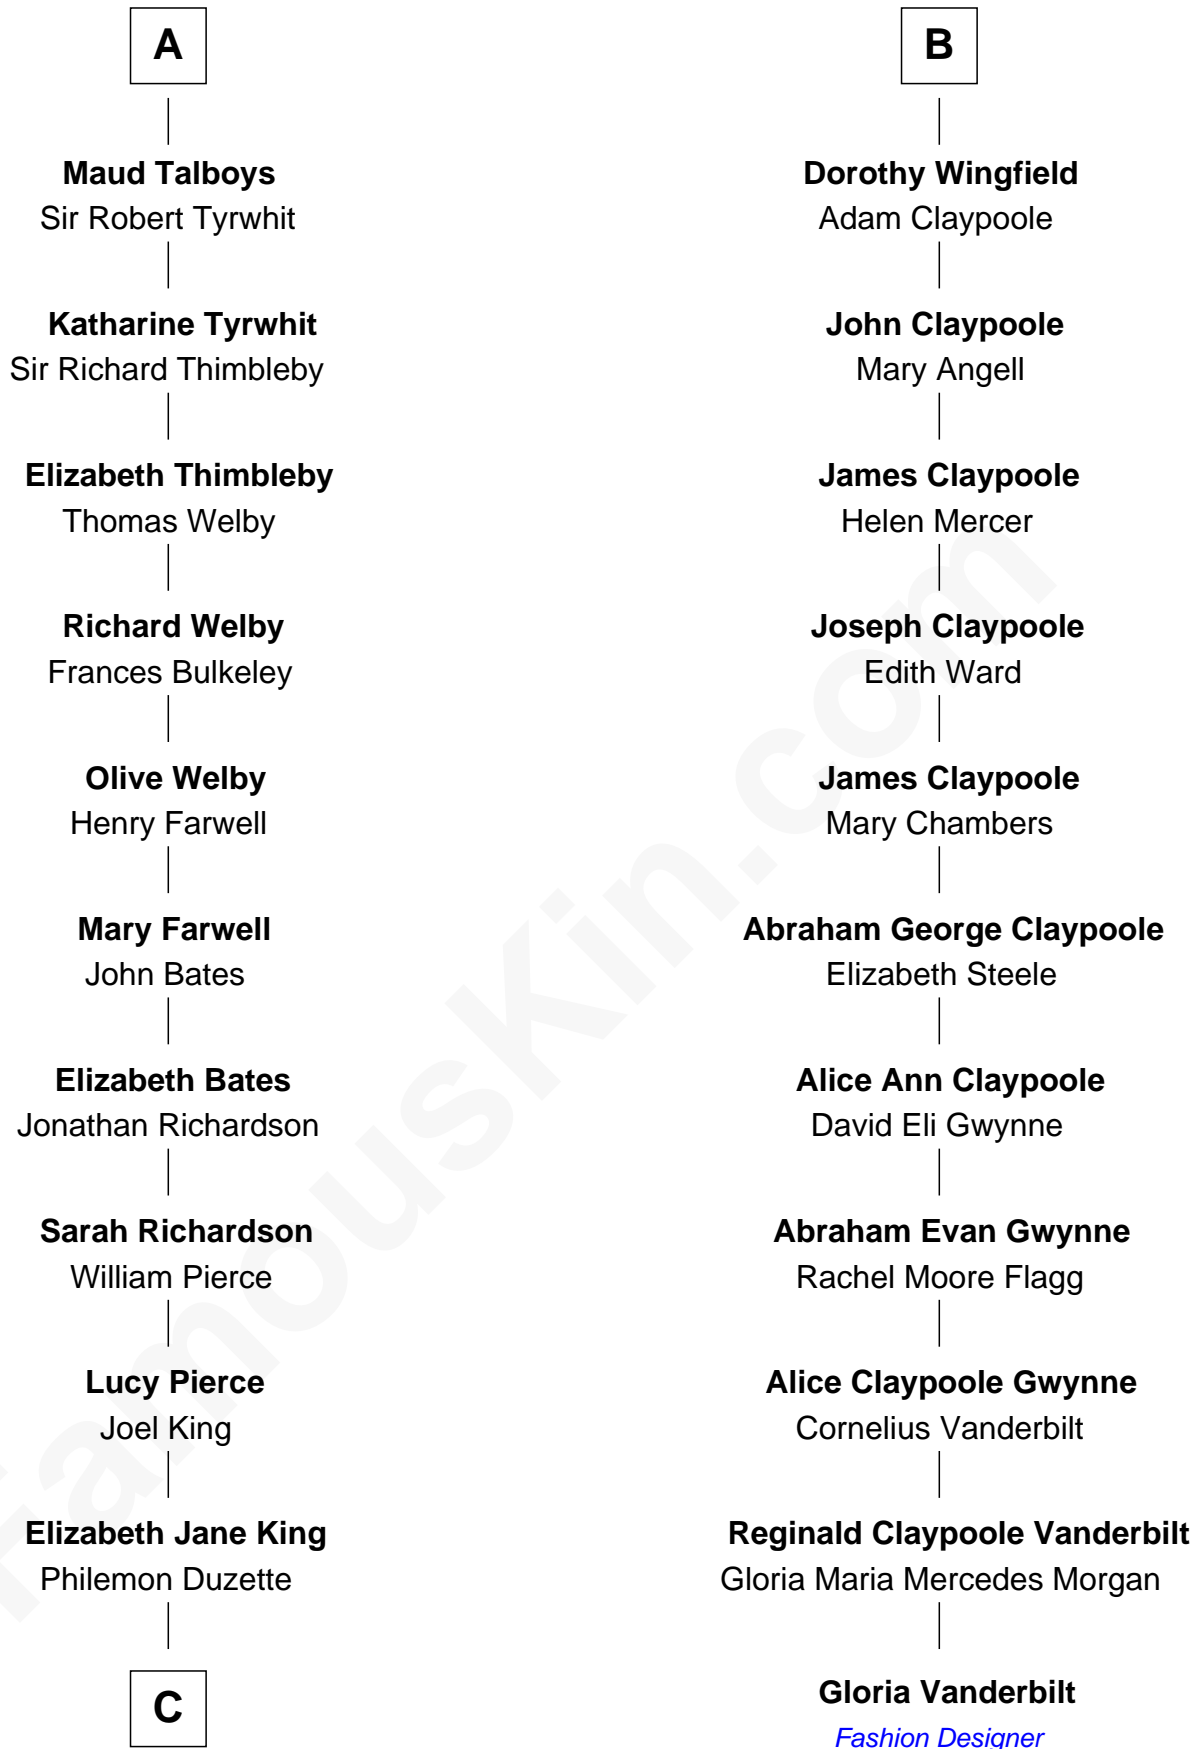 A
Maud Talboys
Sir Robert Tyrwhit
Katharine Tyrwhit
Sir Richard Thimbleby
Elizabeth Thimbleby
Thomas Welby
Richard Welby
Frances Bulkeley
Olive Welby
Henry Farwell
Mary Farwell
John Bates
Elizabeth Bates
Jonathan Richardson
Sarah Richardson
William Pierce
Lucy Pierce
Joel King
Elizabeth Jane King
Philemon Duzette
C
B
Dorothy Wingfield
Adam Claypoole
John Claypoole
Mary Angell
James Claypoole
Helen Mercer
Joseph Claypoole
Edith Ward
James Claypoole
Mary Chambers
Abraham George Claypoole
Elizabeth Steele
Alice Ann Claypoole
David Eli Gwynne
Abraham Evan Gwynne
Rachel Moore Flagg
Alice Claypoole Gwynne
Cornelius Vanderbilt
Reginald Claypoole Vanderbilt
Gloria Maria Mercedes Morgan
Gloria Vanderbilt
Fashion Designer
FamousKin.com